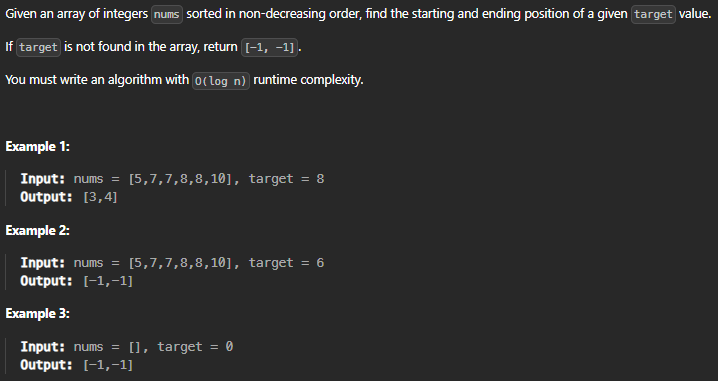 Given an array of integers nums sorted in non-decreasing order, find the starting and ending position of a given target value.
If target is not found in the array, return [-1, -1].
You must write an algorithm with O(log n) runtime complexity.
Example 1:
Input: nums = [5,7,7,8,8,10], target = 8
Output: [3,4]
Example 2:
Input: nums = [5,7,7,8,8,10], target = 6
Output: [-1,-1]
Example 3:
Input: nums = [], target = 0
Output: [-1,-1]